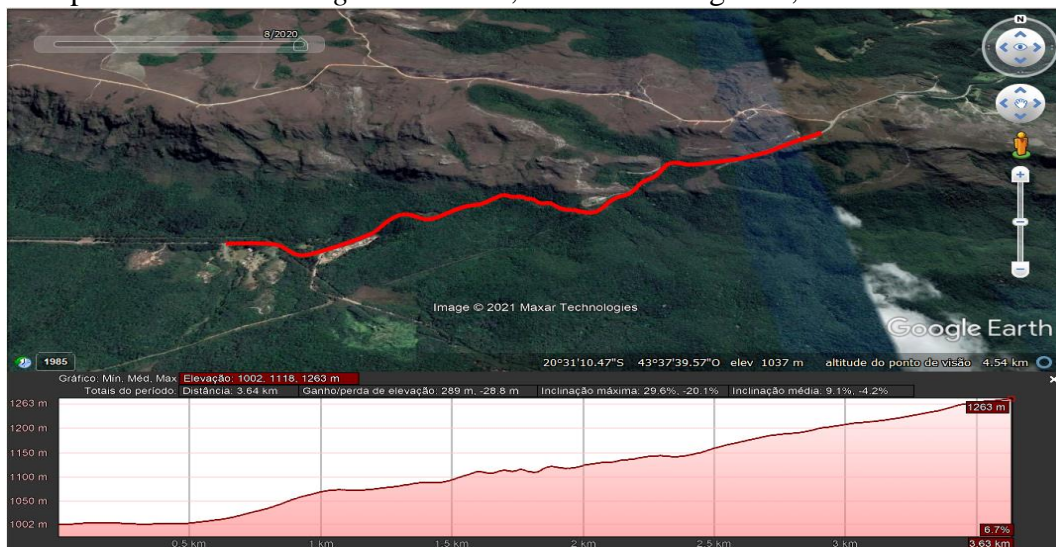 8/2020
N
Image © 2021 Maxar Technologies
Google Earth
1985
20°31'10.47"S 43°37'39.57"O elev 1037 m altitude do ponto de visão 4.54 km
Gráfico: Mín, Méd, Max Elevação: 1002, 1118, 1263 m
Totais do período: Distância: 3.64 km Ganho/perda de elevação: 289 m, -28.8 m Inclinação máxima: 29.6%, -20.1% Inclinação média: 9.1%, -4.2%
1263 m
1263 m
1200 m
1150 m
1100 m
1050 m
1002 m
6.7%
0.5 km 1 km 1.5 km 2 km 2.5 km 3 km 3.63 km